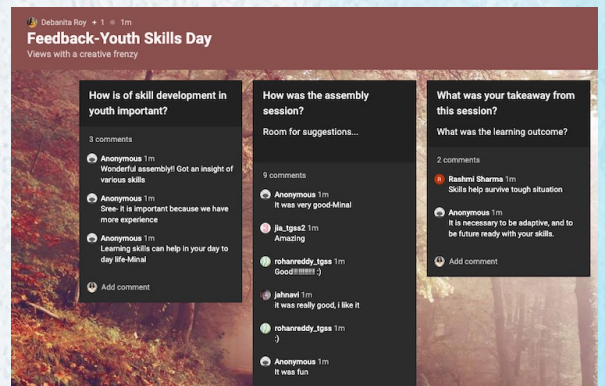 Debanita Roy + 1 1m
Feedback-Youth Skills Day
Views with a creative frenzy
How is of skill development in
youth important?
3 comments
Anonymous 1m
Wonderful assembly!! Got an insight of
various skills
Anonymous 1m
Sree- it is important because we have
more experience
Anonymous 1m
Learning skills can help in your day to
day life-Minal
Add comment
How was the assembly
session?
Room for suggestions...
9 comments
Anonymous 1m
It was very good-Minal
jia_tgss2 1m
Amazing
rohanreddy_tgss 1m
Good!!!!!!!!!!! :)
jahnavi 1m
it was really good, i like it
rohanreddy_tgss 1m
:)
Anonymous 1m
It was fun
What was your takeaway from
this session?
What was the learning outcome?
2 comments
R
Rashmi Sharma 1m
Skills help survive tough situation
Anonymous 1m
It is necessary to be adaptive, and to
be future ready with your skills.
Add comment